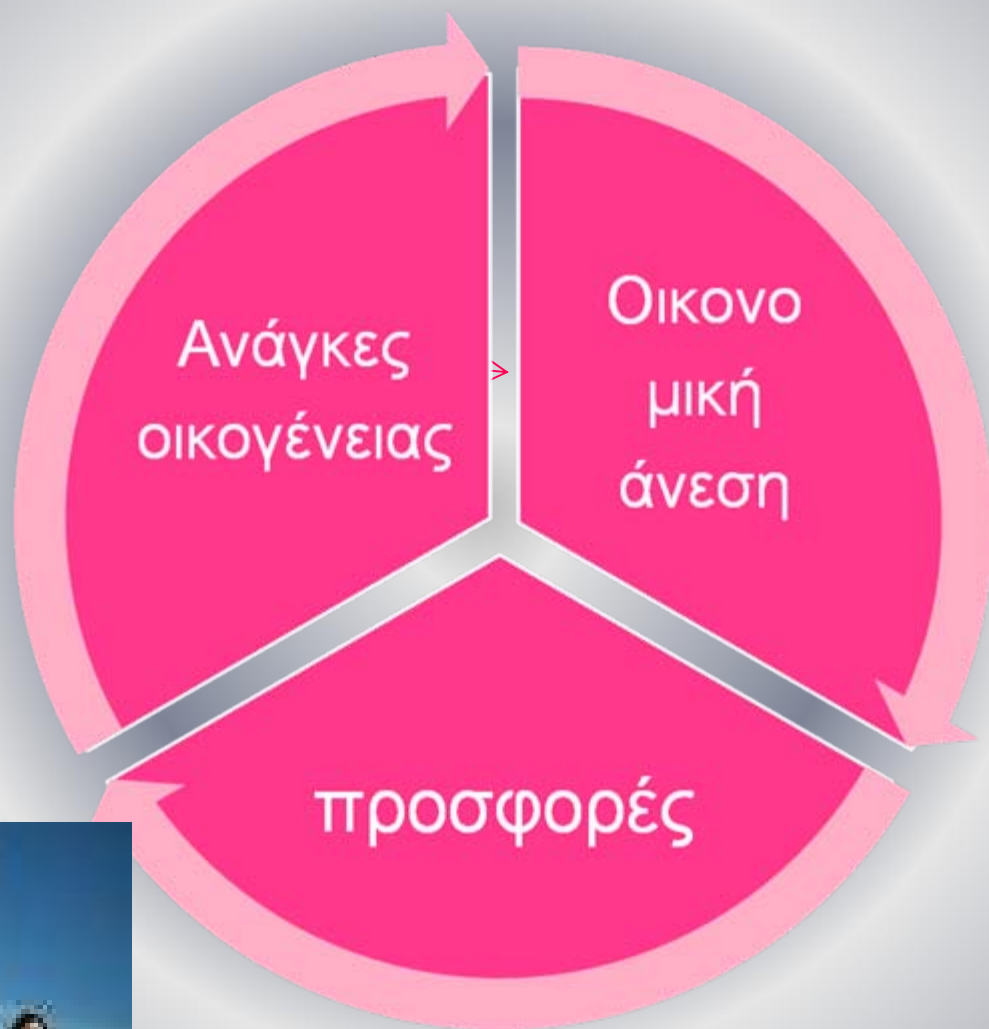 Ανάγκες
οικογένειας
Οικονο
μική
άνεση
προσφορές